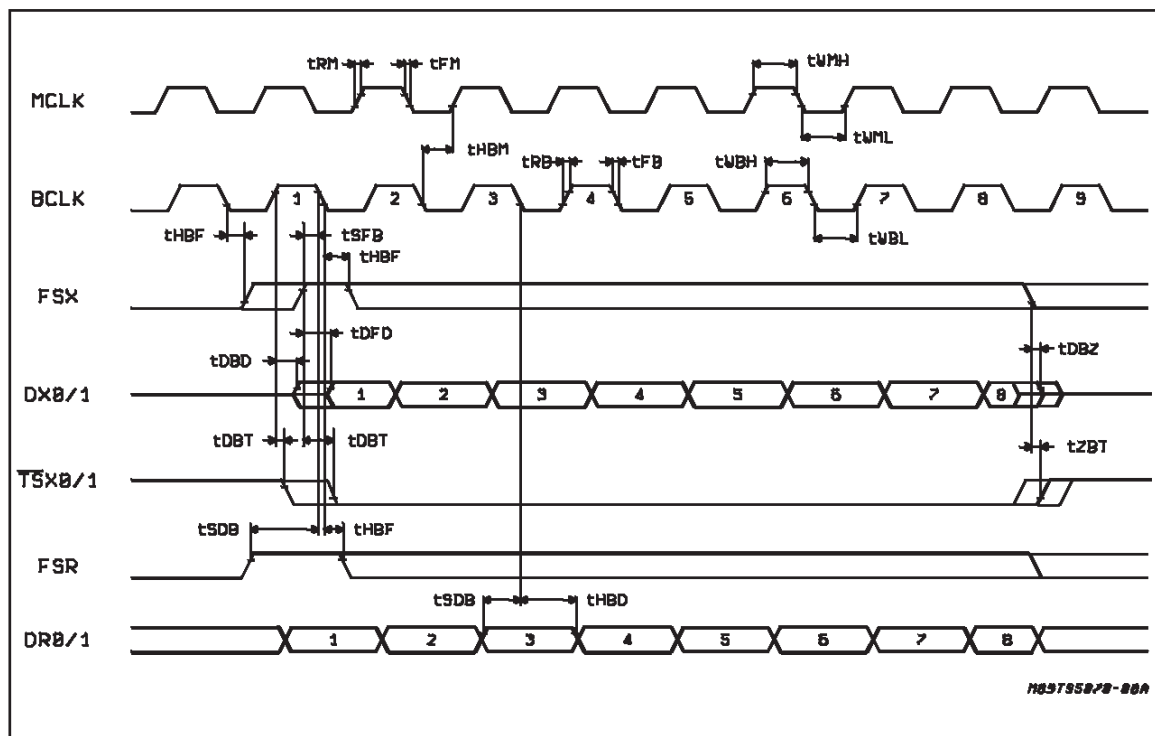 tRM tFM tWMH
MCLK
tWML
tHBM
tRB tFB tWBH
BCLK 1 2 3 4 5 6 7 8 9
tHBF tSFB tWBL
tHBF
FSX
tDFD
tDBD tDBZ
DX0/1 1 2 3 4 5 6 7 8
tDBT tDBT
tZBT
TSX0/1
tSDB tHBF
FSR
tSDB tHBD
DR0/1 1 2 3 4 5 6 7 8